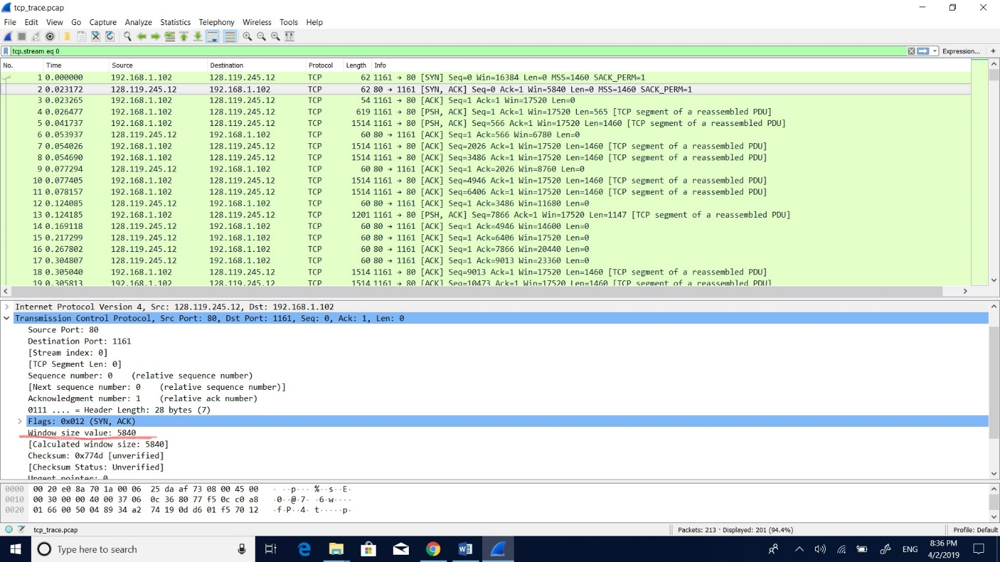 tcp_trace.pcap
File Edit View Go Capture Analyze Statistics Telephony Wireless Tools Help
tcp.stream eq 0 Expression... +
No. Time Source Destination Protocol Length Info
1 0.000000 192.168.1.102 128.119.245.12 TCP 62 1161 → 80 [SYN] Seq=0 Win=16384 Len=0 MSS=1460 SACK_PERM=1
2 0.023172 128.119.245.12 192.168.1.102 TCP 62 80 → 1161 [SYN, ACK] Seq=0 Ack=1 Win=5840 Len=0 MSS=1460 SACK_PERM=1
3 0.023265 192.168.1.102 128.119.245.12 TCP 54 1161 → 80 [ACK] Seq=1 Ack=1 Win=17520 Len=0
4 0.026477 192.168.1.102 128.119.245.12 TCP 619 1161 → 80 [PSH, ACK] Seq=1 Ack=1 Win=17520 Len=565 [TCP segment of a reassembled PDU]
5 0.041737 192.168.1.102 128.119.245.12 TCP 1514 1161 → 80 [PSH, ACK] Seq=566 Ack=1 Win=17520 Len=1460 [TCP segment of a reassembled PDU]
6 0.053937 128.119.245.12 192.168.1.102 TCP 60 80 → 1161 [ACK] Seq=1 Ack=566 Win=6780 Len=0
7 0.054026 192.168.1.102 128.119.245.12 TCP 1514 1161 → 80 [ACK] Seq=2026 Ack=1 Win=17520 Len=1460 [TCP segment of a reassembled PDU]
8 0.054690 192.168.1.102 128.119.245.12 TCP 1514 1161 → 80 [ACK] Seq=3486 Ack=1 Win=17520 Len=1460 [TCP segment of a reassembled PDU]
9 0.077294 128.119.245.12 192.168.1.102 TCP 60 80 → 1161 [ACK] Seq=1 Ack=2026 Win=8760 Len=0
10 0.077405 192.168.1.102 128.119.245.12 TCP 1514 1161 → 80 [ACK] Seq=4946 Ack=1 Win=17520 Len=1460 [TCP segment of a reassembled PDU]
11 0.078157 192.168.1.102 128.119.245.12 TCP 1514 1161 → 80 [ACK] Seq=6406 Ack=1 Win=17520 Len=1460 [TCP segment of a reassembled PDU]
12 0.124085 128.119.245.12 192.168.1.102 TCP 60 80 → 1161 [ACK] Seq=1 Ack=3486 Win=11680 Len=0
13 0.124185 192.168.1.102 128.119.245.12 TCP 1201 1161 → 80 [PSH, ACK] Seq=7866 Ack=1 Win=17520 Len=1147 [TCP segment of a reassembled PDU]
14 0.169118 128.119.245.12 192.168.1.102 TCP 60 80 → 1161 [ACK] Seq=1 Ack=4946 Win=14600 Len=0
15 0.217299 128.119.245.12 192.168.1.102 TCP 60 80 → 1161 [ACK] Seq=1 Ack=6406 Win=17520 Len=0
16 0.267802 128.119.245.12 192.168.1.102 TCP 60 80 → 1161 [ACK] Seq=1 Ack=7866 Win=20440 Len=0
17 0.304807 128.119.245.12 192.168.1.102 TCP 60 80 → 1161 [ACK] Seq=1 Ack=9013 Win=23360 Len=0
18 0.305040 192.168.1.102 128.119.245.12 TCP 1514 1161 → 80 [ACK] Seq=9013 Ack=1 Win=17520 Len=1460 [TCP segment of a reassembled PDU]
19 0.305813 192.168.1.102 128.119.245.12 TCP 1514 1161 → 80 [ACK] Seq=10473 Ack=1 Win=17520 Len=1460 [TCP segment of a reassembled PDU]
Internet Protocol Version 4, Src: 128.119.245.12, Dst: 192.168.1.102
Transmission Control Protocol, Src Port: 80, Dst Port: 1161, Seq: 0, Ack: 1, Len: 0
Source Port: 80
Destination Port: 1161
[Stream index: 0]
[TCP Segment Len: 0]
Sequence number: 0 (relative sequence number)
[Next sequence number: 0 (relative sequence number)]
Acknowledgment number: 1 (relative ack number)
0111 .... = Header Length: 28 bytes (7)
Flags: 0x012 (SYN, ACK)
Window size value: 5840
[Calculated window size: 5840]
Checksum: 0x774d [unverified]
[Checksum Status: Unverified]
Urgent pointer: 0
0000 00 20 e0 8a 70 1a 00 06 25 da af 73 08 00 45 00 · ··p··· %··s··E·
0010 00 30 00 00 40 00 37 06 0c 36 80 77 f5 0c c0 a8 ·0··@·7· ·6·w····
0020 01 66 00 50 04 89 34 a2 74 19 0d d6 01 f5 70 12 ·f·P··4· t·····p·
tcp_trace.pcap Packets: 213 · Displayed: 201 (94.4%) Profile: Default
Type here to search ENG 8:36 PM
4/2/2019